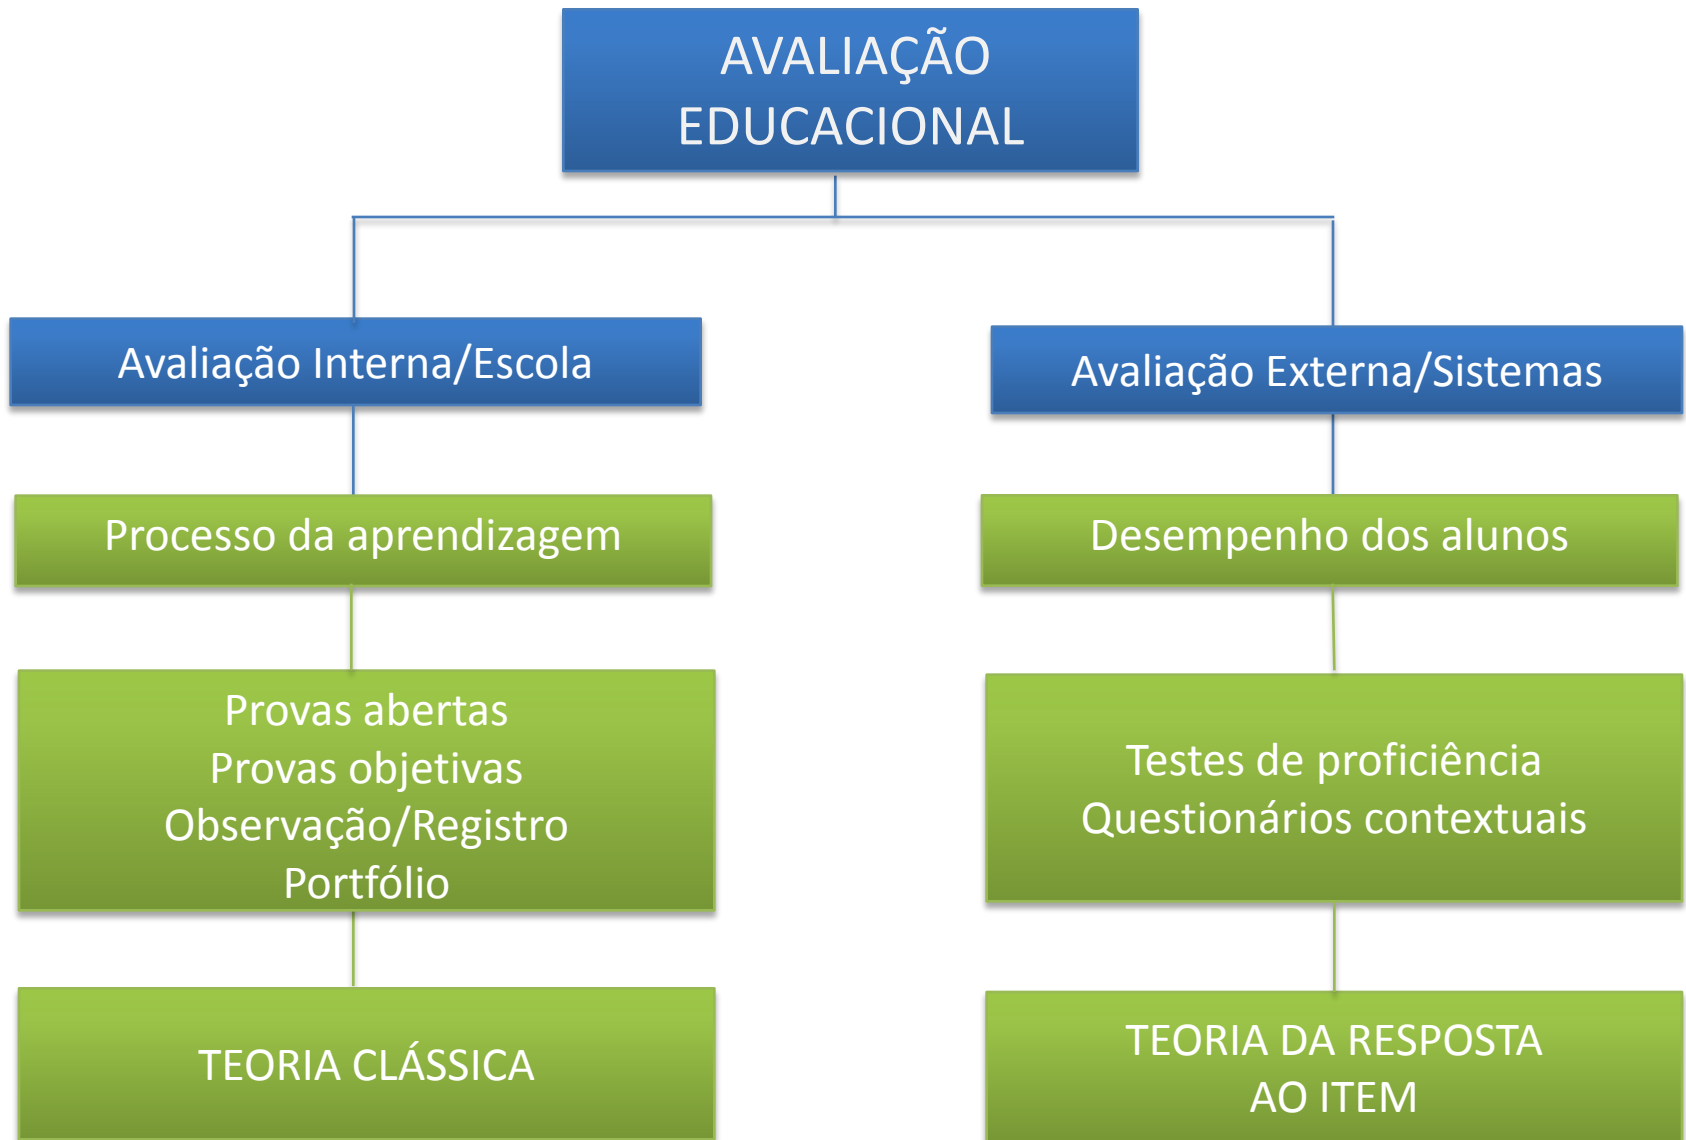 AVALIAÇÃO
EDUCACIONAL
Avaliação Interna/Escola
Avaliação Externa/Sistemas
Processo da aprendizagem
Desempenho dos alunos
Provas abertas
Provas objetivas
Observação/Registro
Portfólio
Testes de proficiência
Questionários contextuais
TEORIA CLÁSSICA
TEORIA DA RESPOSTA
AO ITEM